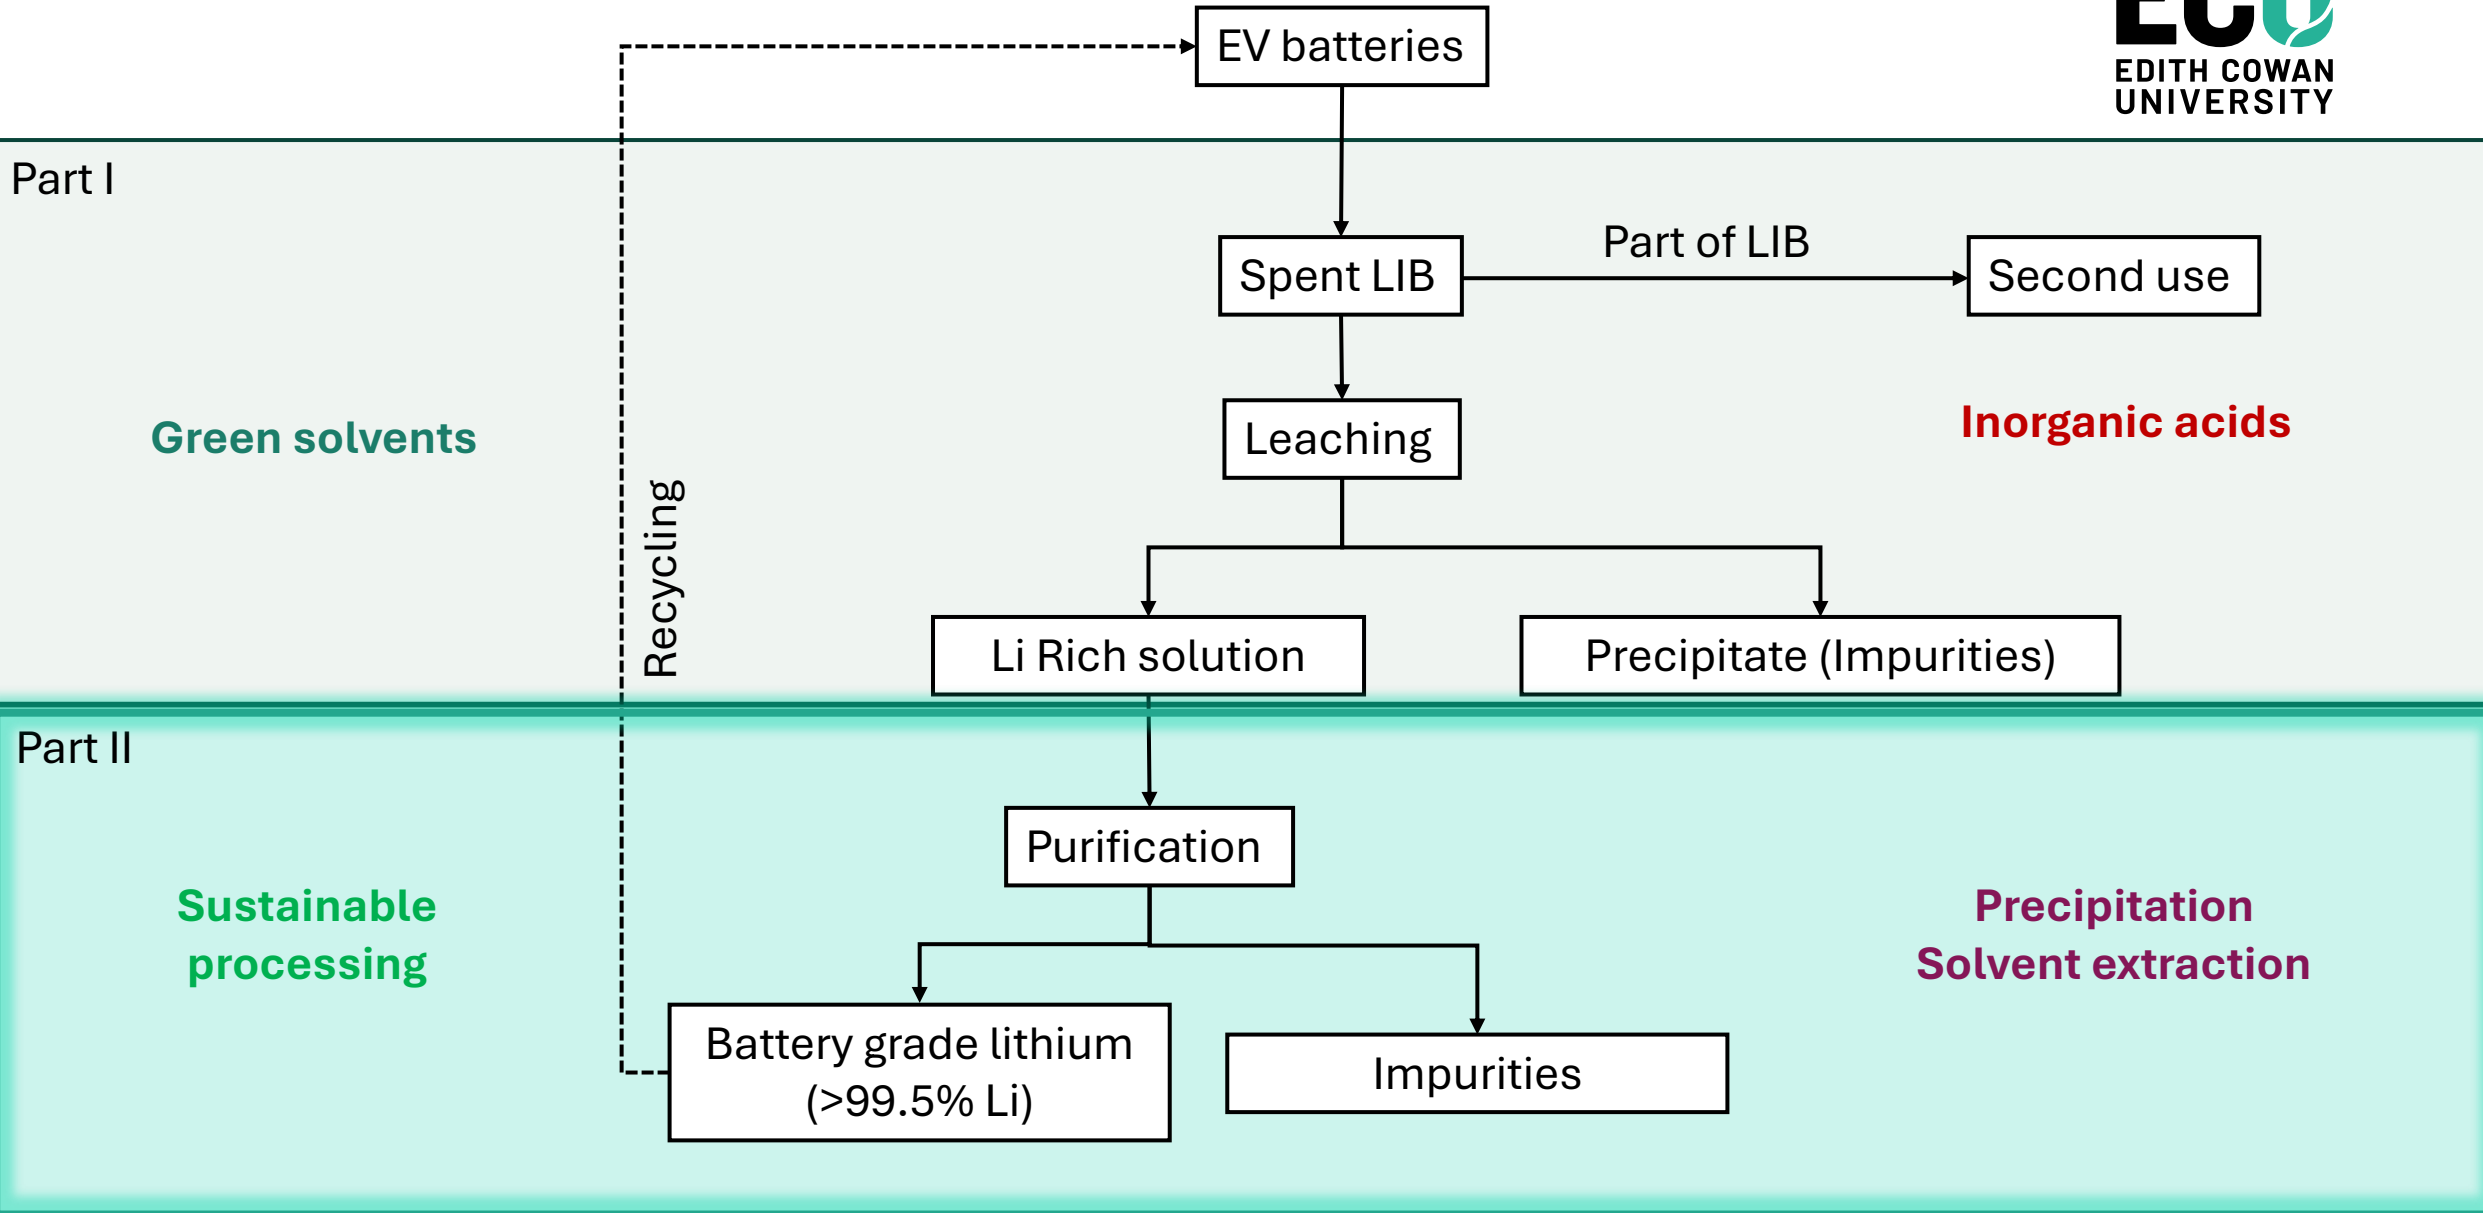 EV batteries
ECU
EDITH COWAN
UNIVERSITY
Part I
Part of LIB
Spent LIB
Second use
Green solvents
Leaching
Inorganic acids
Recycling
Li Rich solution
Precipitate (Impurities)
Part II
Purification
Sustainable
processing
Precipitation
Solvent extraction
Battery grade lithium
(>99.5% Li)
Impurities